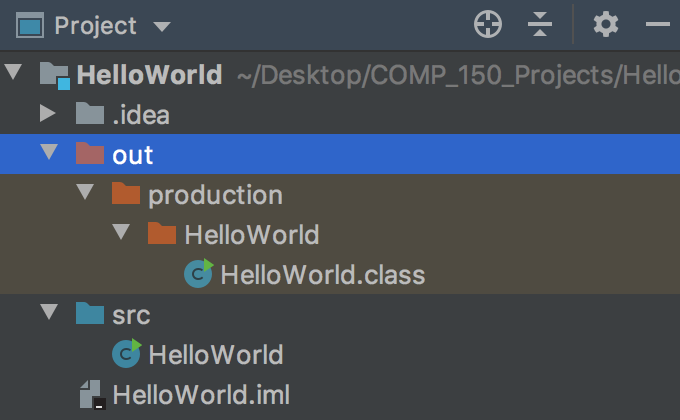 Project
HelloWorld ~/Desktop/COMP_150_Projects/Hello
.idea
out
production
HelloWorld
HelloWorld.class
src
HelloWorld
HelloWorld.iml